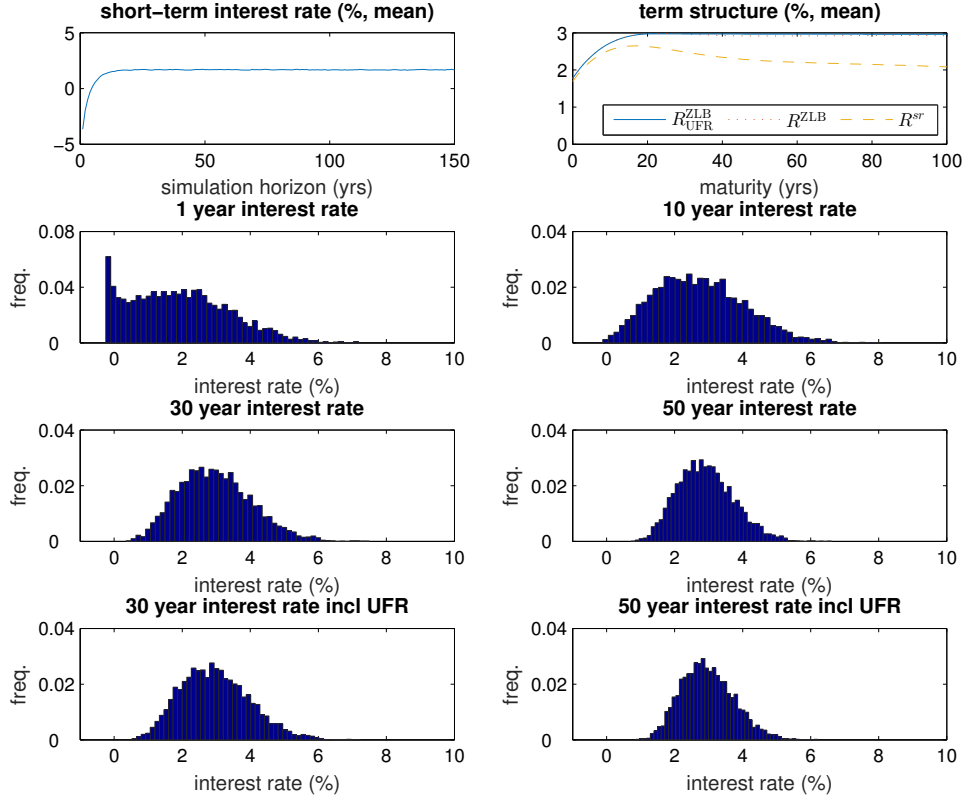 short−term interest rate (%, mean)
5
0
−5
0 50 100 150
simulation horizon (yrs)
term structure (%, mean)
3
2
1
0
R^{ZLB}_{UFR} R^{ZLB} R^{sr}
0 20 40 60 80 100
maturity (yrs)
1 year interest rate
freq.
0.08
0.04
0
0 2 4 6 8 10
interest rate (%)
10 year interest rate
freq.
0.04
0.02
0
0 2 4 6 8 10
interest rate (%)
30 year interest rate
freq.
0.04
0.02
0
0 2 4 6 8 10
interest rate (%)
50 year interest rate
freq.
0.04
0.02
0
0 2 4 6 8 10
interest rate (%)
30 year interest rate incl UFR
freq.
0.04
0.02
0
0 2 4 6 8 10
interest rate (%)
50 year interest rate incl UFR
freq.
0.04
0.02
0
0 2 4 6 8 10
interest rate (%)